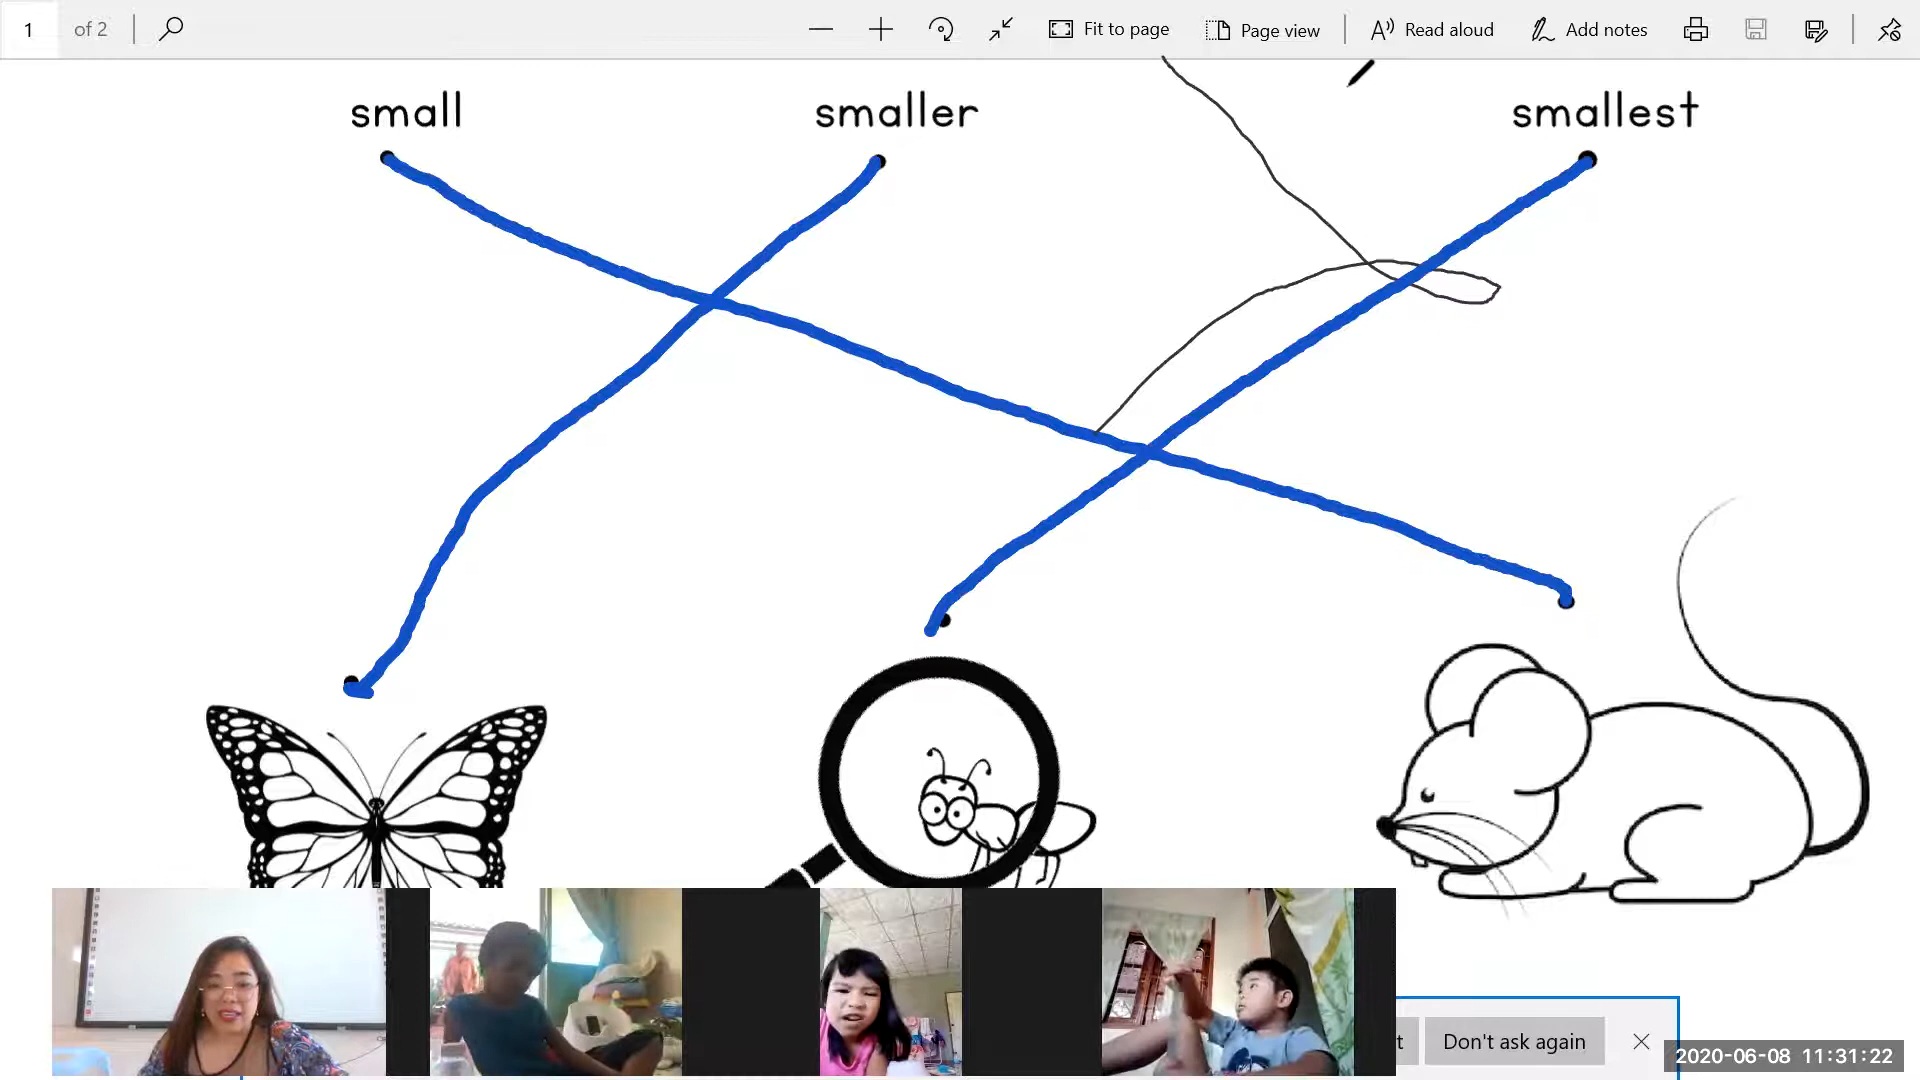 1 of 2 Fit to page Page view Read aloud Add notes
small smaller smallest
t Don't ask again
2020-06-08 11:31:22